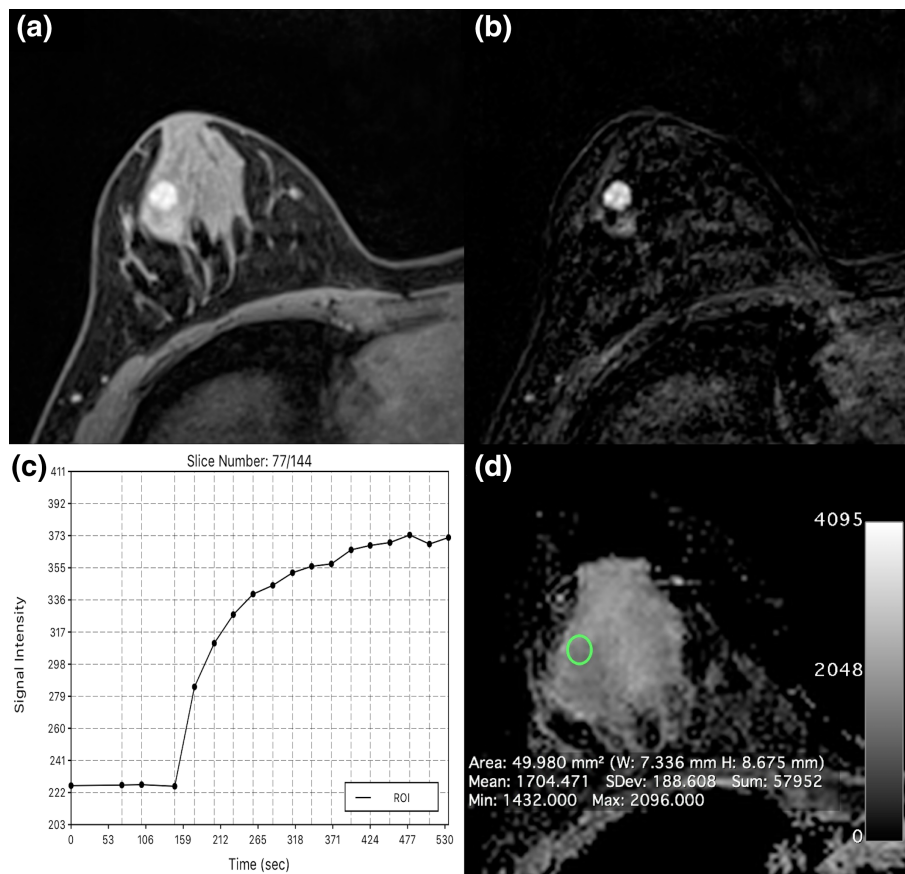 (a)
(b)
(c)
Slice Number: 77/144
411
392
373
355
336
317
298
279
260
241
222
203
Signal Intensity
0 53 106 159 212 265 318 371 424 477 530
Time (sec)
ROI
(d)
4095
2048
0
Area: 49.980 mm² (W: 7.336 mm H: 8.675 mm)
Mean: 1704.471 SDev: 188.608 Sum: 57952
Min: 1432.000 Max: 2096.000